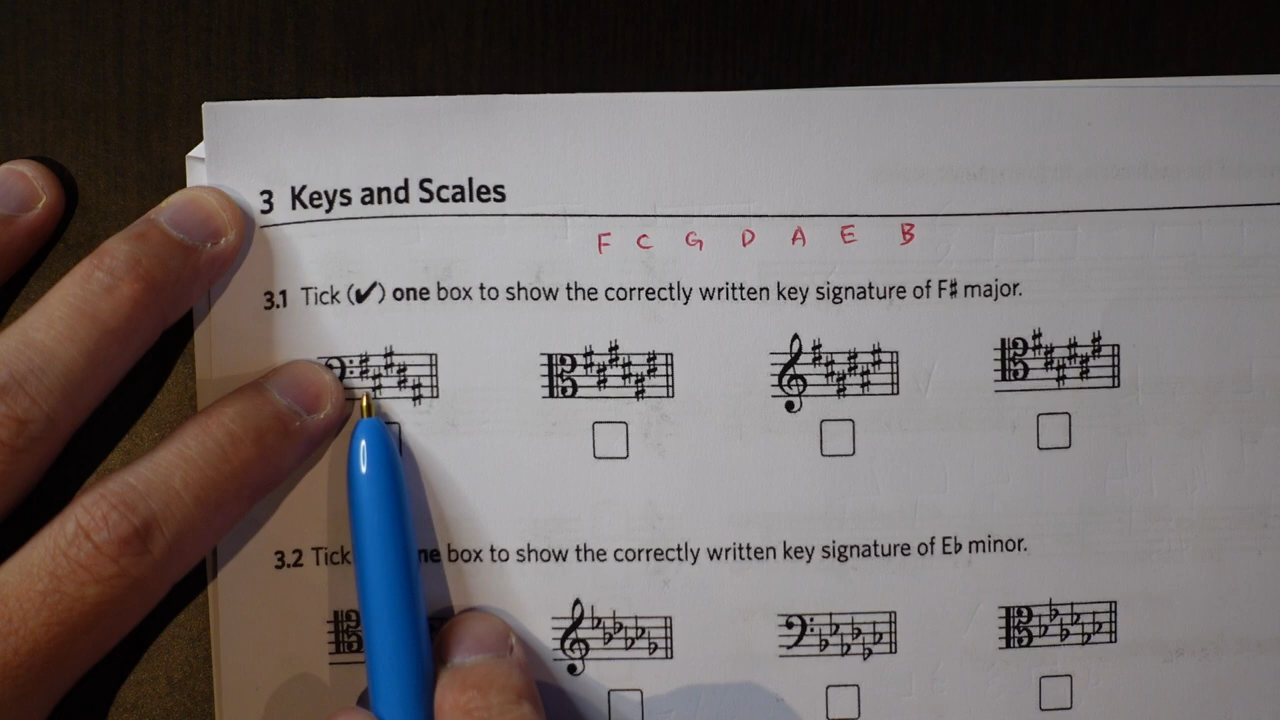 3 Keys and Scales
F C G D A E B
3.1 Tick (✔) one box to show the correctly written key signature of F♯ major.
3.2 Tick box to show the correctly written key signature of E♭ minor.